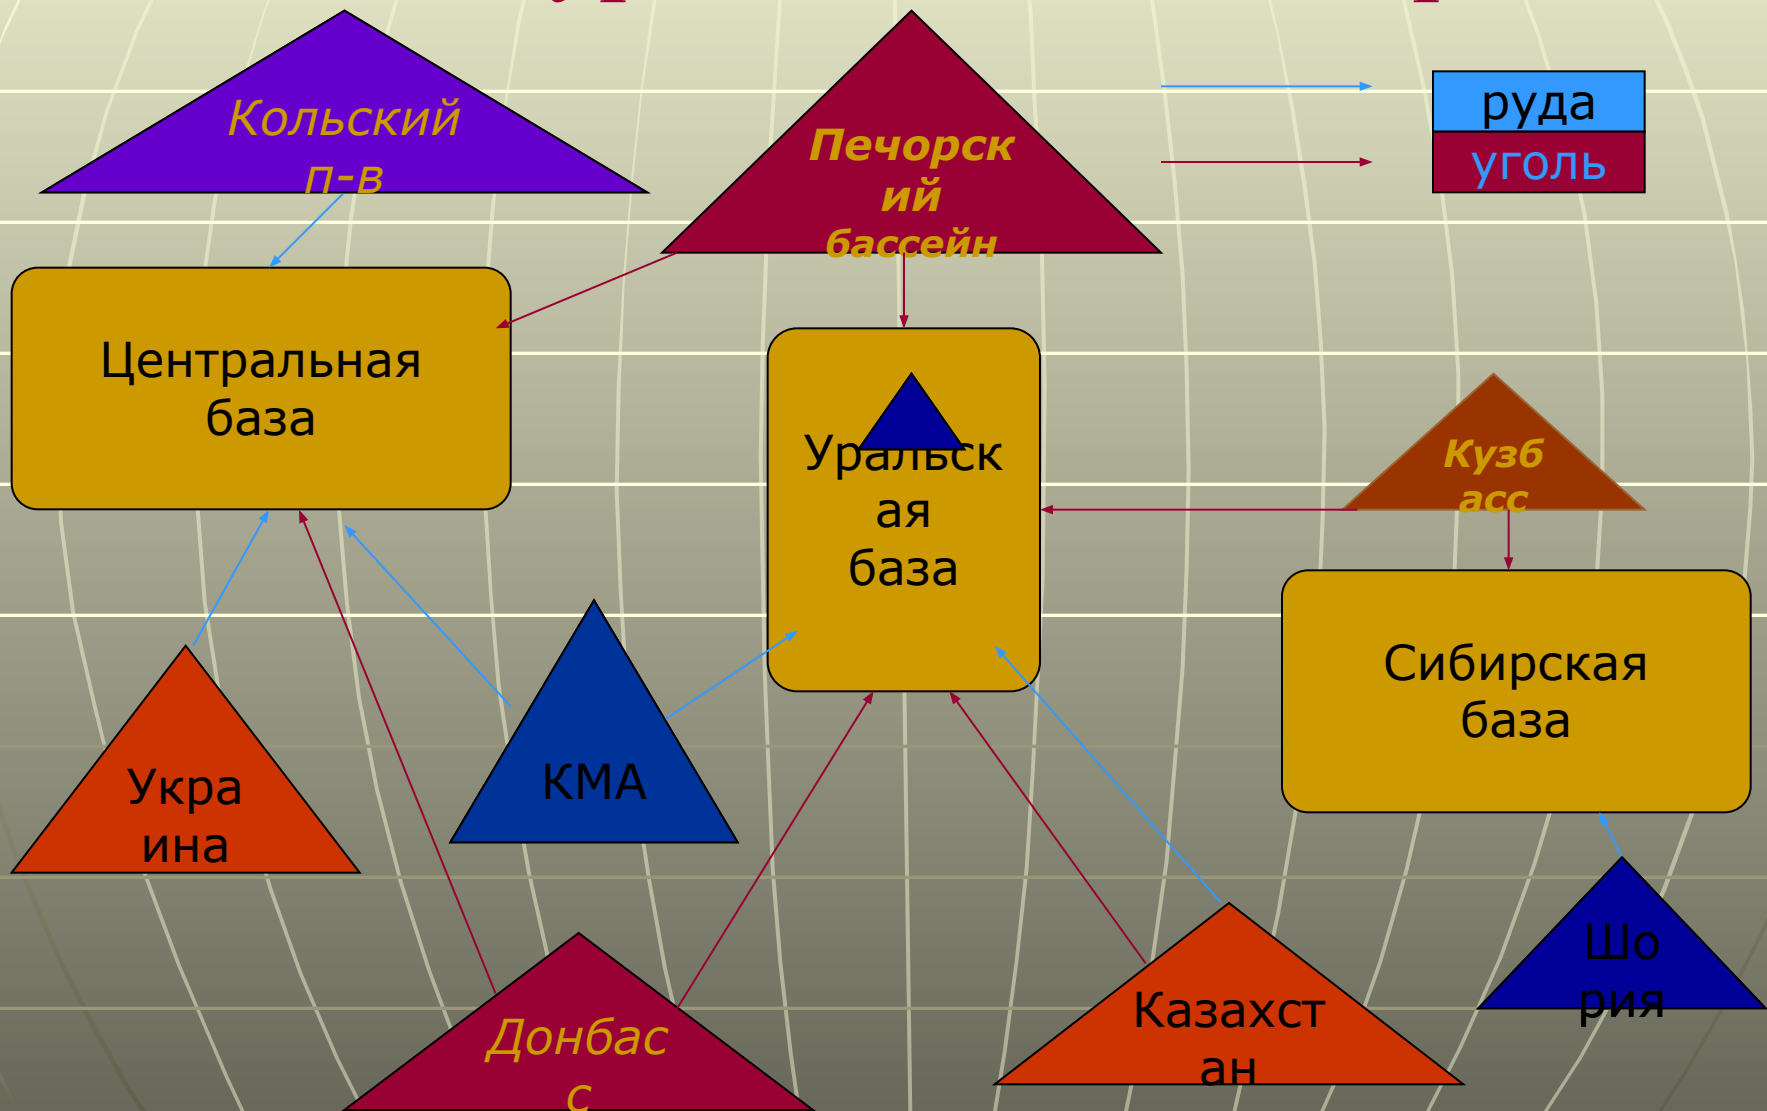 Кольский
п-в
Печорск
ий
бассейн
руда
уголь
Центральная
база
Уральск
ая
база
Кузб
асс
Сибирская
база
Укра
ина
КМА
Донбас
с
Казахст
ан
Шо
рия